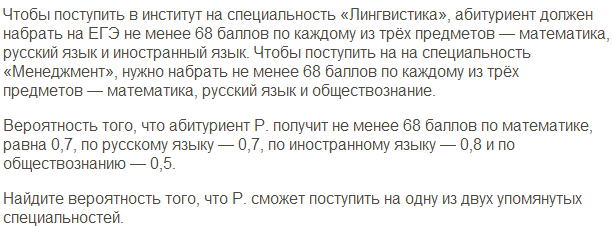 Чтобы поступить в институт на специальность «Лингвистика», абитуриент должен
набрать на ЕГЭ не менее 68 баллов по каждому из трёх предметов — математика,
русский язык и иностранный язык. Чтобы поступить на на специальность
«Менеджмент», нужно набрать не менее 68 баллов по каждому из трёх
предметов — математика, русский язык и обществознание.
Вероятность того, что абитуриент Р. получит не менее 68 баллов по математике,
равна 0,7, по русскому языку — 0,7, по иностранному языку — 0,8 и по
обществознанию — 0,5.
Найдите вероятность того, что Р. сможет поступить на одну из двух упомянутых
специальностей.